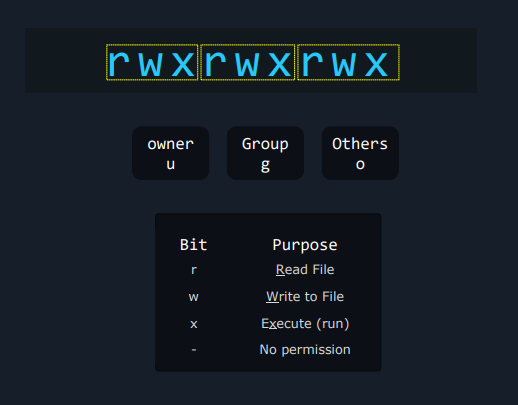 rwxrwxrwx
owner Group Others
u g o
Bit Purpose
r Read File
w Write to File
x Execute (run)
- No permission